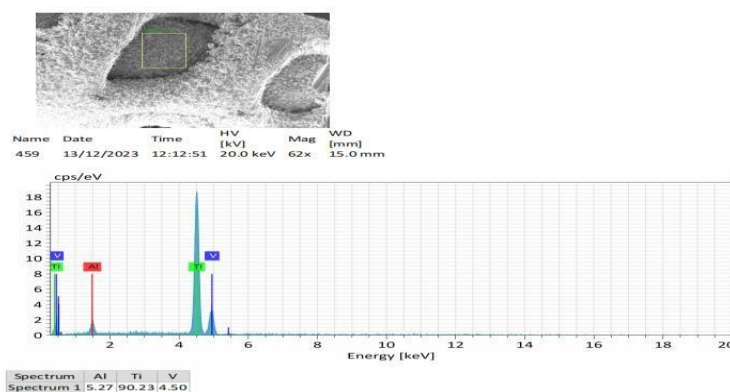 Name Date Time HV [kV] Mag WD [mm]
459 13/12/2023 12:12:51 20.0 keV 62x 15.0 mm
cps/eV
18
16
14
12
10
8
6
4
2
0
V V
Ti Al Ti
2 4 6 8 10 12 14 16 18 20
Energy [keV]
Spectrum Al Ti V
Spectrum 1 5.27 90.23 4.50